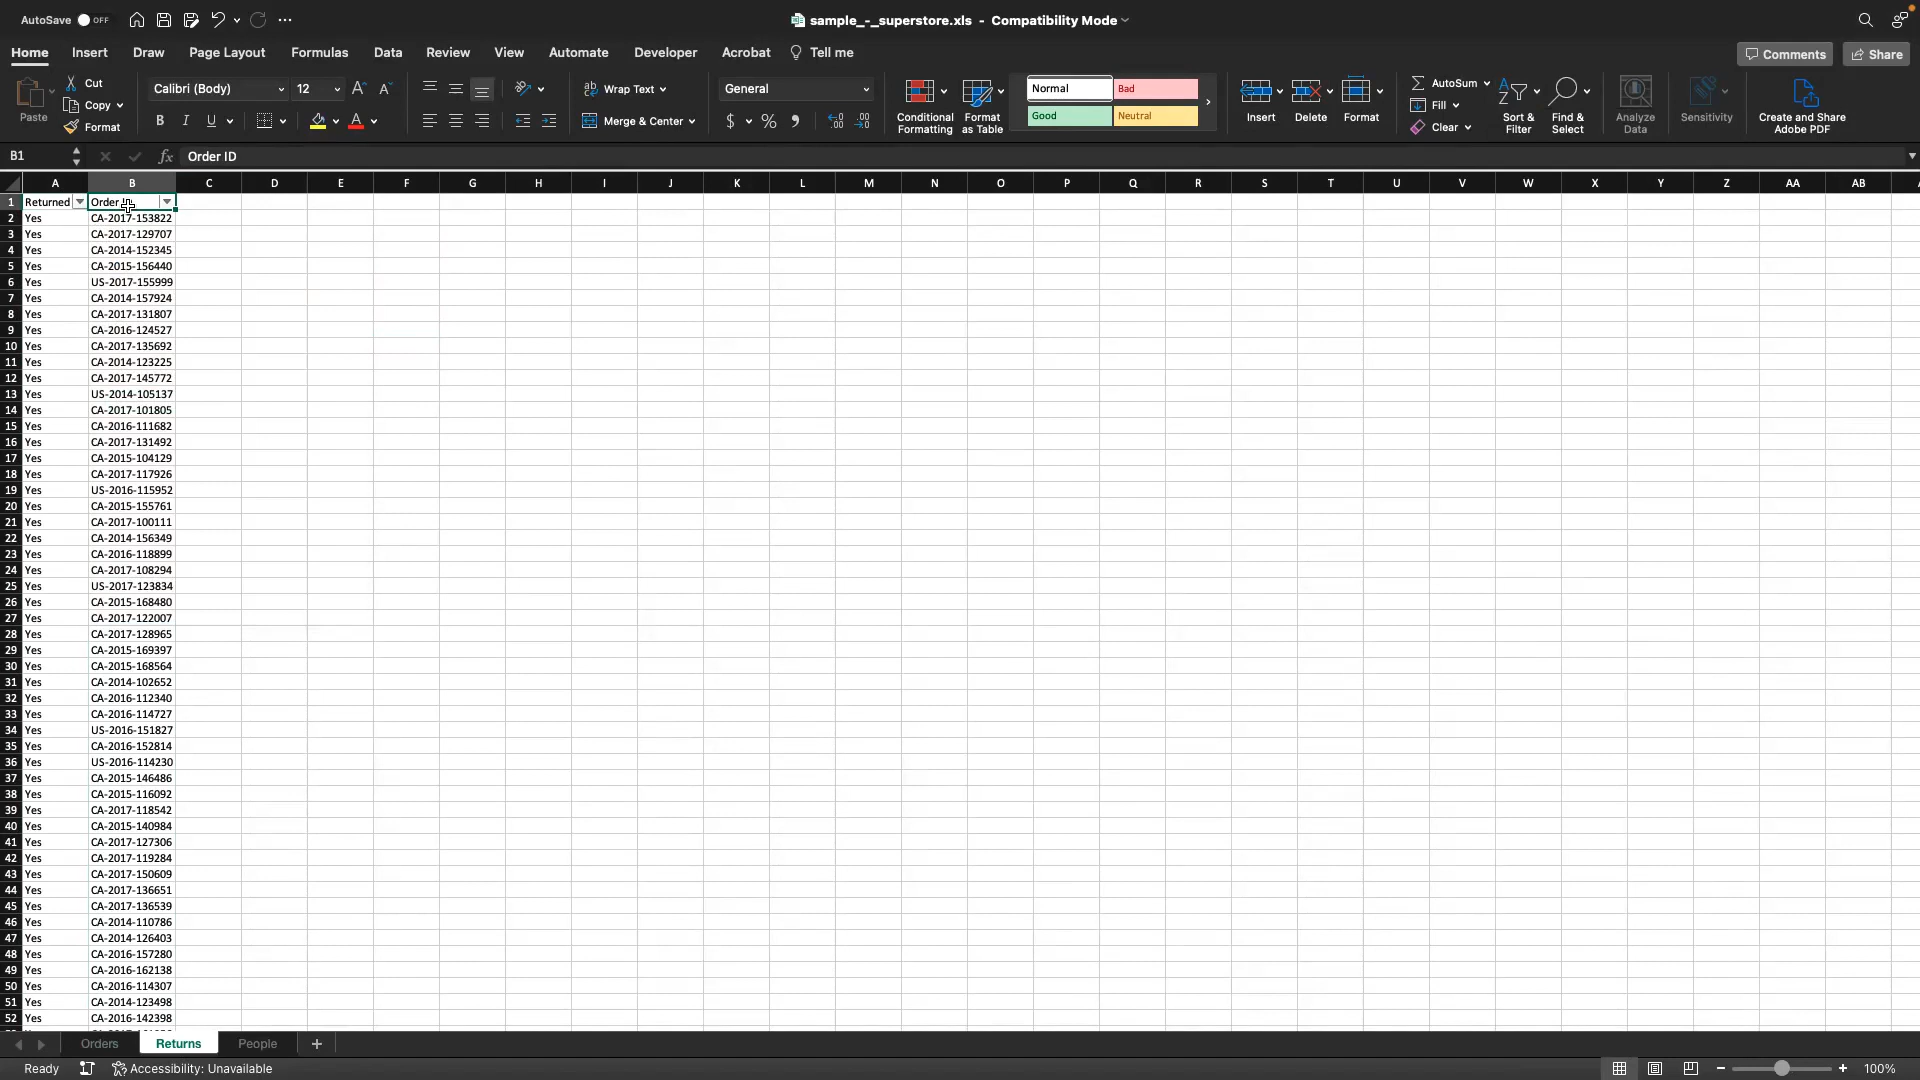 AutoSave OFF
sample_-_superstore.xls - Compatibility Mode
Home Insert Draw Page Layout Formulas Data Review View Automate Developer Acrobat Tell me
Comments Share
Paste
Cut
Copy
Format
Calibri (Body) 12
B I U
Wrap Text
Merge & Center
General
$ % 9
Conditional Formatting
Format as Table
Normal Bad
Good Neutral
Insert Delete Format
AutoSum
Fill
Clear
Sort & Filter
Find & Select
Analyze Data
Sensitivity
Create and Share Adobe PDF
B1 fx Order ID
A B C D E F G H I J K L M N O P Q R S T U V W X Y Z AA AB
1 Returned Order
2 Yes CA-2017-153822
3 Yes CA-2017-129707
4 Yes CA-2014-152345
5 Yes CA-2015-156440
6 Yes US-2017-155999
7 Yes CA-2014-157924
8 Yes CA-2017-131807
9 Yes CA-2016-124527
10 Yes CA-2017-135692
11 Yes CA-2014-123225
12 Yes CA-2017-145772
13 Yes US-2014-105137
14 Yes CA-2017-101805
15 Yes CA-2016-111682
16 Yes CA-2017-131492
17 Yes CA-2015-104129
18 Yes CA-2017-117926
19 Yes US-2016-115952
20 Yes CA-2015-155761
21 Yes CA-2017-100111
22 Yes CA-2014-156349
23 Yes CA-2016-118899
24 Yes CA-2017-108294
25 Yes US-2017-123834
26 Yes CA-2015-168480
27 Yes CA-2017-122007
28 Yes CA-2017-128965
29 Yes CA-2015-169397
30 Yes CA-2015-168564
31 Yes CA-2014-102652
32 Yes CA-2016-112340
33 Yes CA-2016-114727
34 Yes US-2016-151827
35 Yes CA-2016-152814
36 Yes US-2016-114230
37 Yes CA-2015-146486
38 Yes CA-2015-116092
39 Yes CA-2017-118542
40 Yes CA-2015-140984
41 Yes CA-2017-127306
42 Yes CA-2017-119284
43 Yes CA-2017-150609
44 Yes CA-2017-136651
45 Yes CA-2017-136539
46 Yes CA-2014-110786
47 Yes CA-2014-126403
48 Yes CA-2016-157280
49 Yes CA-2016-162138
50 Yes CA-2016-114307
51 Yes CA-2014-123498
52 Yes CA-2016-142398
Orders Returns People +
Ready Accessibility: Unavailable 100%